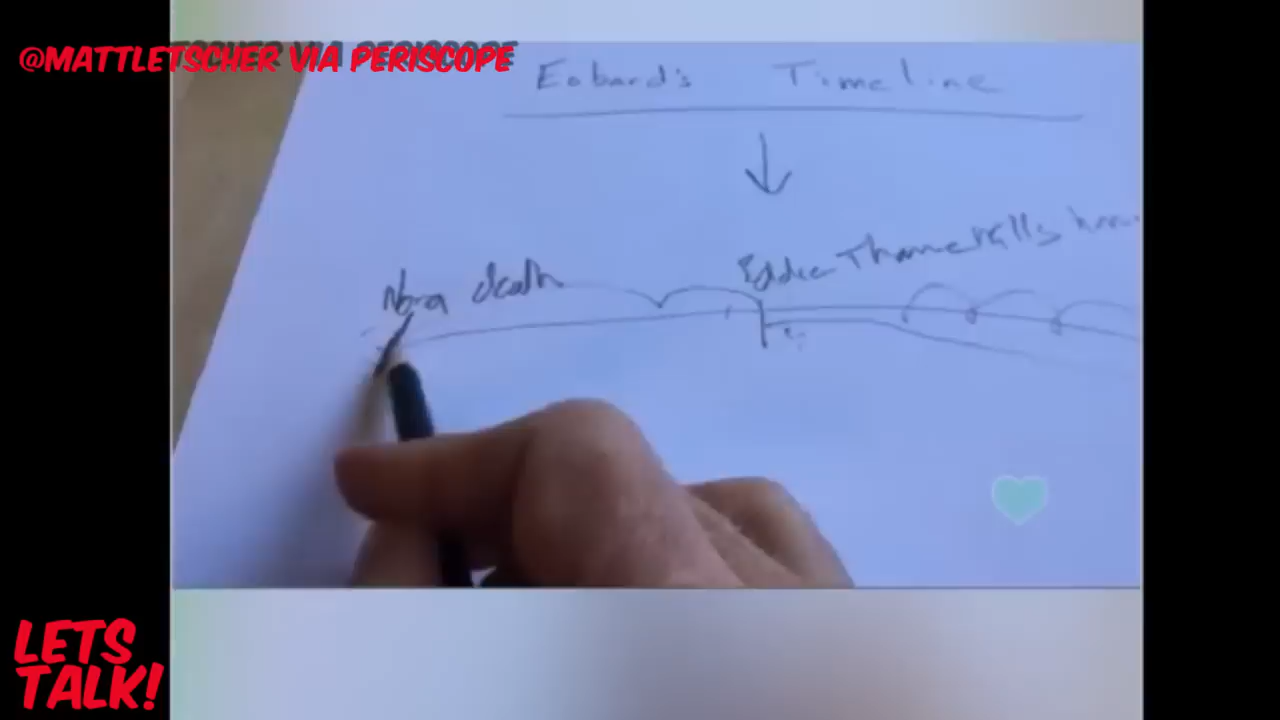 @MATTLETSCHER VIA PERISCOPE
Eobard's Timeline
Eddie Thawne kills
Nora death
LETS
TALK!